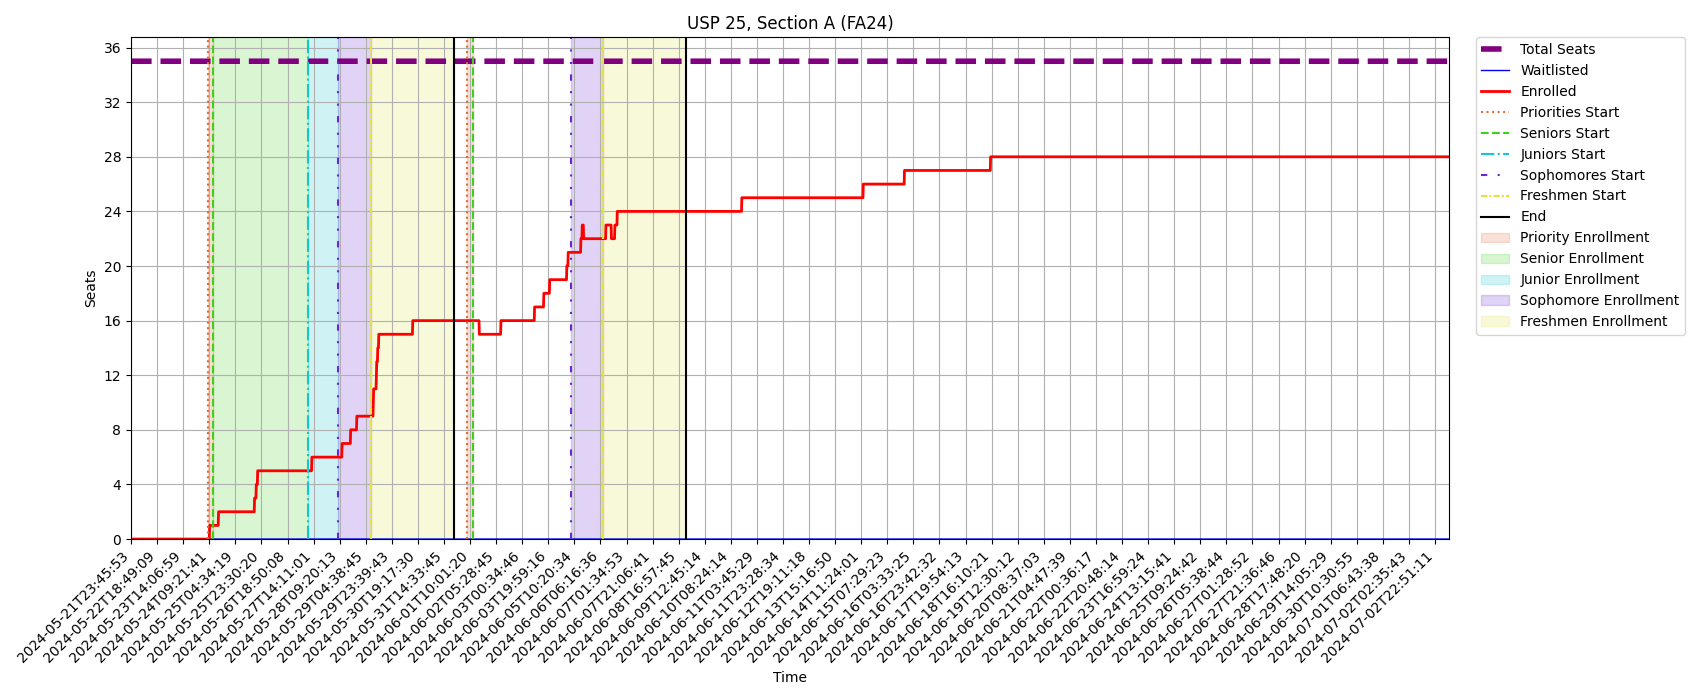 USP 25, Section A (FA24)
36
32
28
24
20
16
12
8
4
0
Seats
2024-05-21T23:45:53
2024-05-22T18:49:09
2024-05-23T14:06:59
2024-05-24T09:21:41
2024-05-25T04:34:19
2024-05-25T23:30:20
2024-05-26T18:50:08
2024-05-27T14:11:01
2024-05-28T09:20:13
2024-05-29T04:38:45
2024-05-29T23:39:43
2024-05-30T19:17:30
2024-05-31T14:33:45
2024-06-01T10:01:20
2024-06-02T05:28:45
2024-06-03T00:34:46
2024-06-03T19:59:16
2024-06-05T10:20:34
2024-06-06T06:16:36
2024-06-07T01:34:53
2024-06-07T21:06:41
2024-06-08T16:57:45
2024-06-09T12:45:14
2024-06-10T08:24:14
2024-06-11T03:45:29
2024-06-11T23:28:34
2024-06-12T19:11:18
2024-06-13T15:16:50
2024-06-14T11:24:01
2024-06-15T07:29:23
2024-06-16T03:33:25
2024-06-16T23:42:32
2024-06-17T19:54:13
2024-06-18T16:10:21
2024-06-19T12:30:12
2024-06-20T08:37:03
2024-06-21T04:47:39
2024-06-22T00:36:17
2024-06-22T20:48:14
2024-06-23T16:59:24
2024-06-24T13:15:41
2024-06-25T09:24:42
2024-06-26T05:38:44
2024-06-27T01:28:52
2024-06-27T21:36:46
2024-06-28T17:48:20
2024-06-29T14:05:29
2024-06-30T10:30:55
2024-07-01T06:43:38
2024-07-02T02:35:43
2024-07-02T22:51:11
Time
Total Seats
Waitlisted
Enrolled
Priorities Start
Seniors Start
Juniors Start
Sophomores Start
Freshmen Start
End
Priority Enrollment
Senior Enrollment
Junior Enrollment
Sophomore Enrollment
Freshmen Enrollment